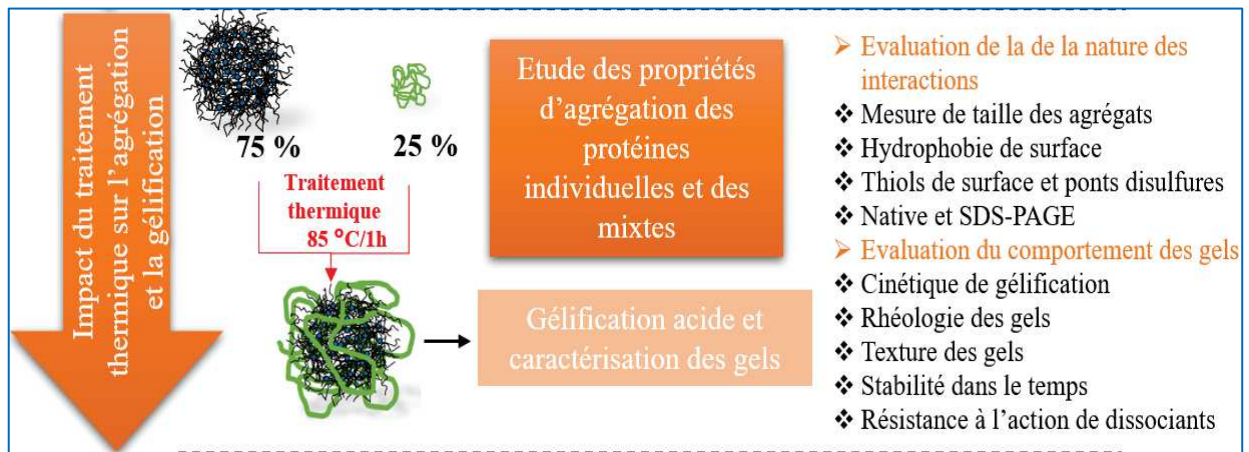 Impact du traitement
thermique sur l'agrégation
et la gélification
75 %
25 %
Traitement
thermique
85 °C/1h
Etude des propriétés
d'agrégation des
protéines
individuelles et des
mixtes
Gélification acide et
caractérisation des gels
➢ Evaluation de la de la nature des
interactions
❖ Mesure de taille des agrégats
❖ Hydrophobie de surface
❖ Thiols de surface et ponts disulfures
❖ Native et SDS-PAGE
➢ Evaluation du comportement des gels
❖ Cinétique de gélification
❖ Rhéologie des gels
❖ Texture des gels
❖ Stabilité dans le temps
❖ Résistance à l'action de dissociants